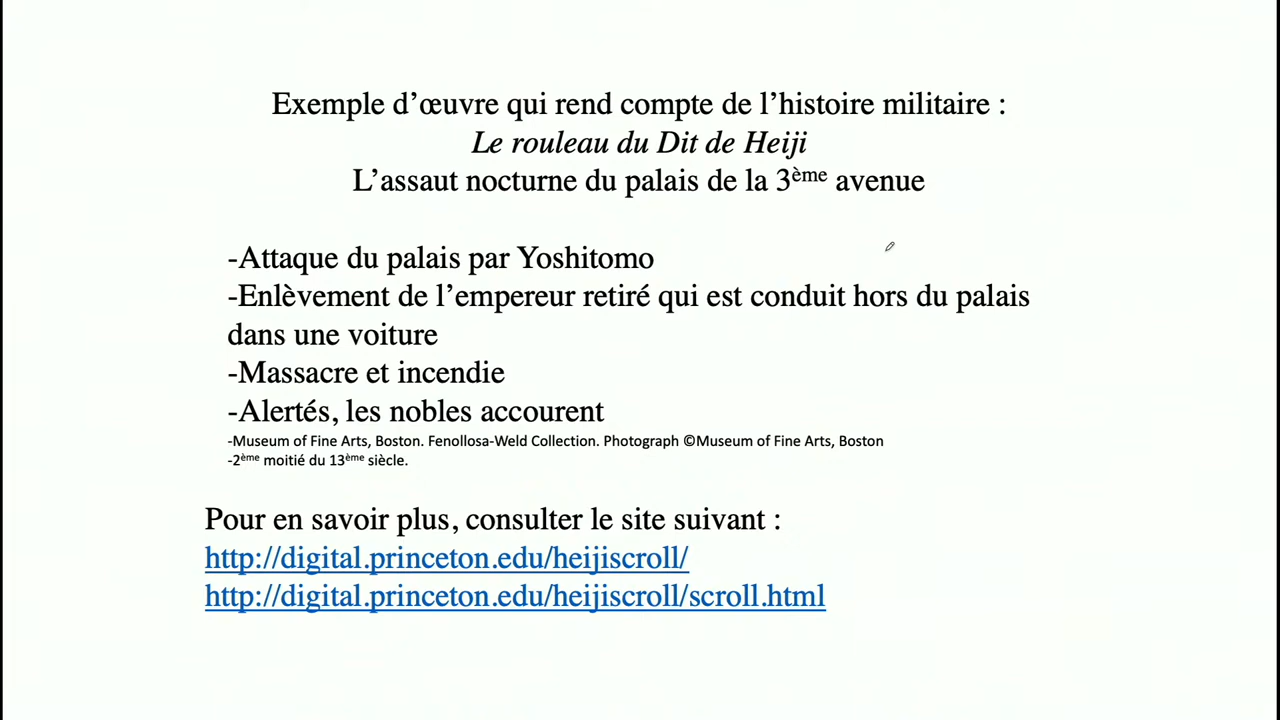 Exemple d’œuvre qui rend compte de l’histoire militaire :
Le rouleau du Dit de Heiji
L’assaut nocturne du palais de la 3ème avenue
-Attaque du palais par Yoshitomo
-Enlèvement de l’empereur retiré qui est conduit hors du palais
dans une voiture
-Massacre et incendie
-Alertés, les nobles accourent
-Museum of Fine Arts, Boston. Fenollosa-Weld Collection. Photograph ©Museum of Fine Arts, Boston
-2ème moitié du 13ème siècle.
Pour en savoir plus, consulter le site suivant :
http://digital.princeton.edu/heijiscroll/
http://digital.princeton.edu/heijiscroll/scroll.html